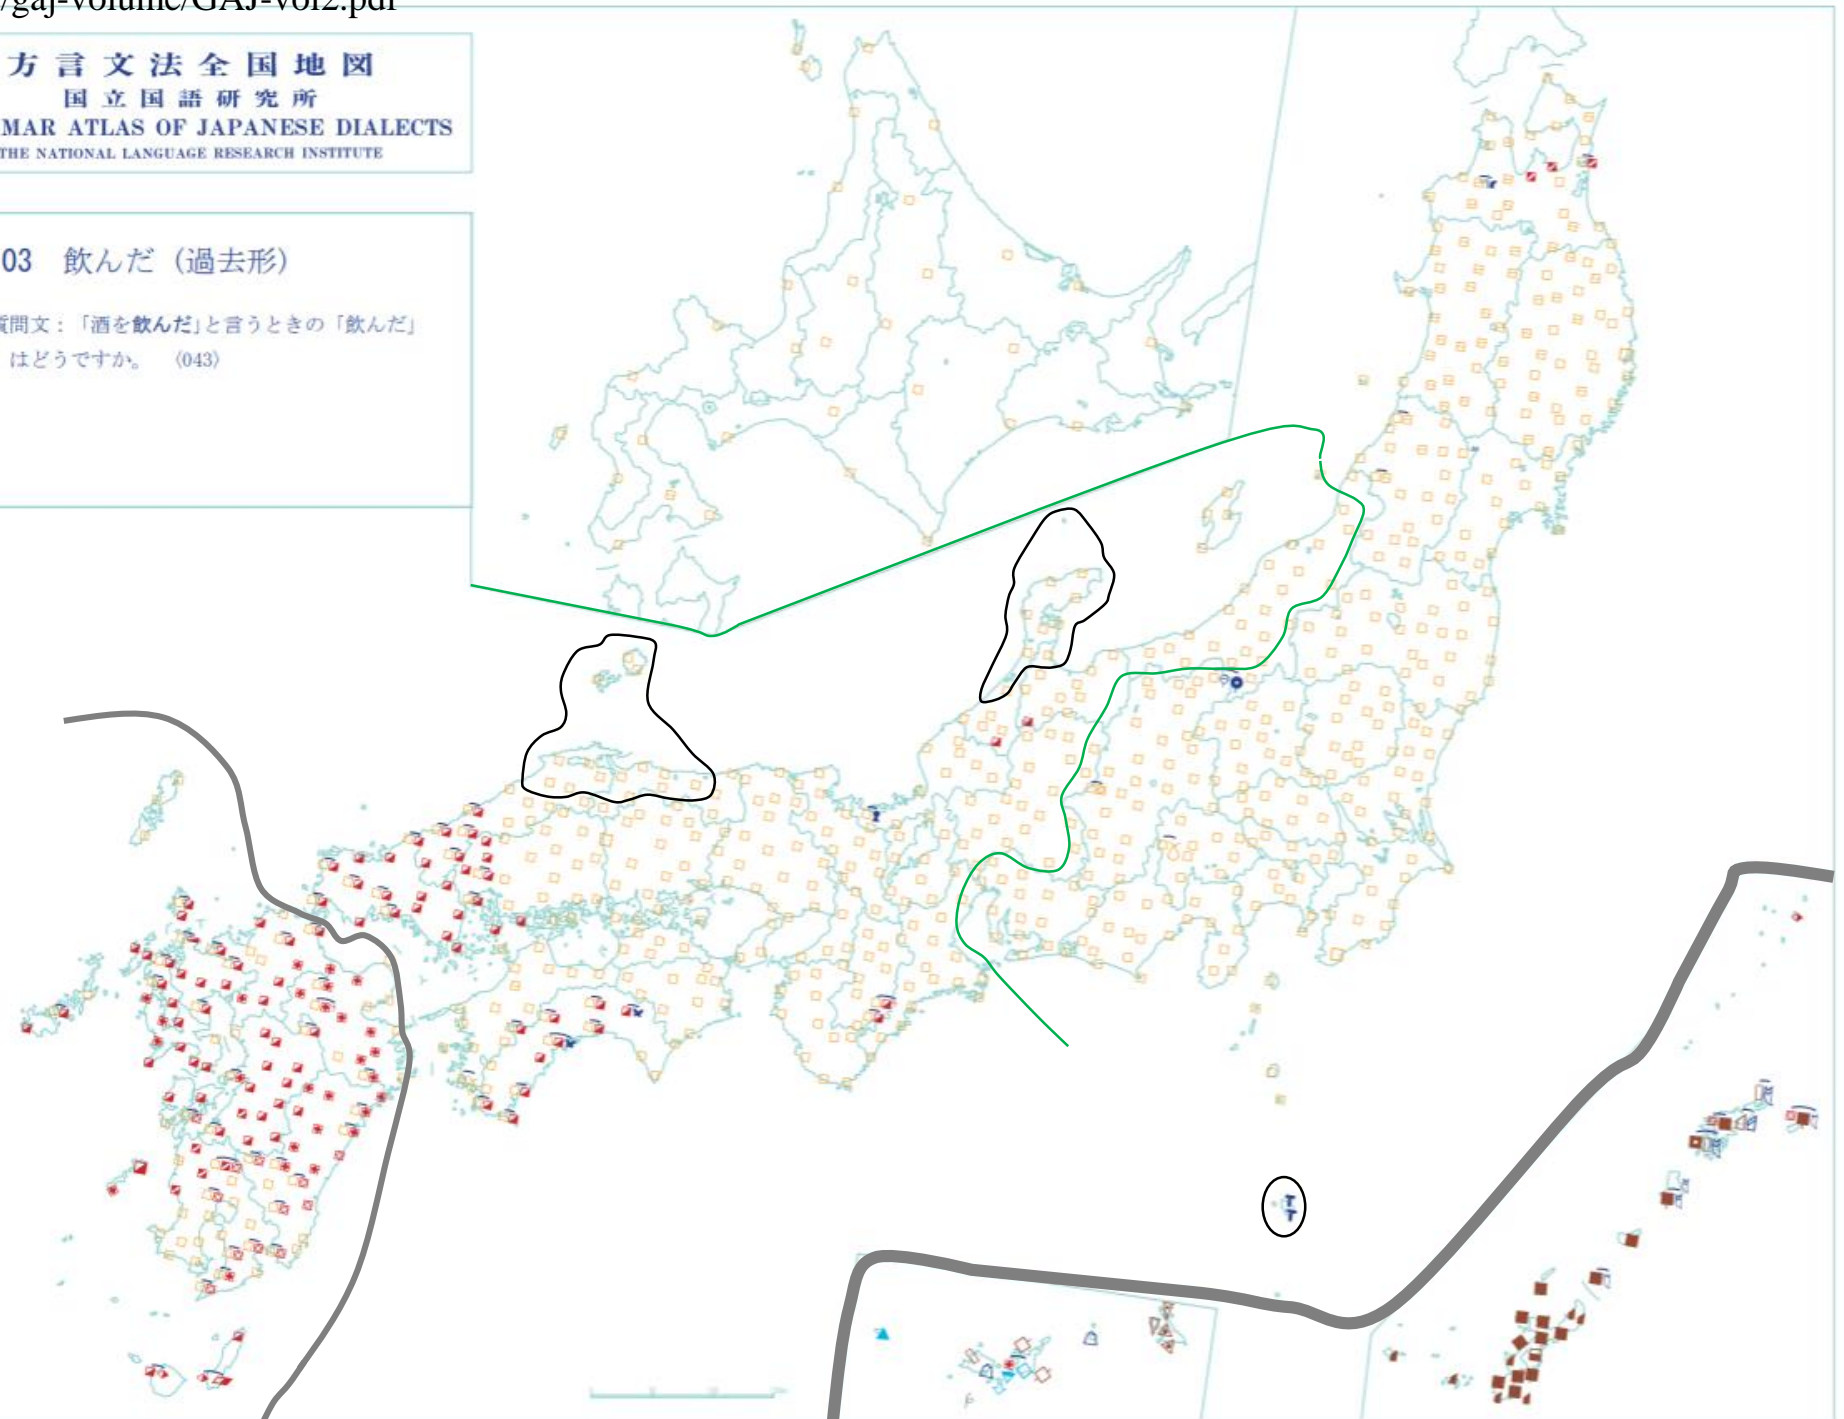 /gaj-volume/GAJ-vol2.pdf
方言文法全国地図
国立国語研究所
MAR ATLAS OF JAPANESE DIALECTS
THE NATIONAL LANGUAGE RESEARCH INSTITUTE
03 飲んだ（過去形）
質問文：「酒を飲んだ」と言うときの「飲んだ」
はどうですか。 〈043〉